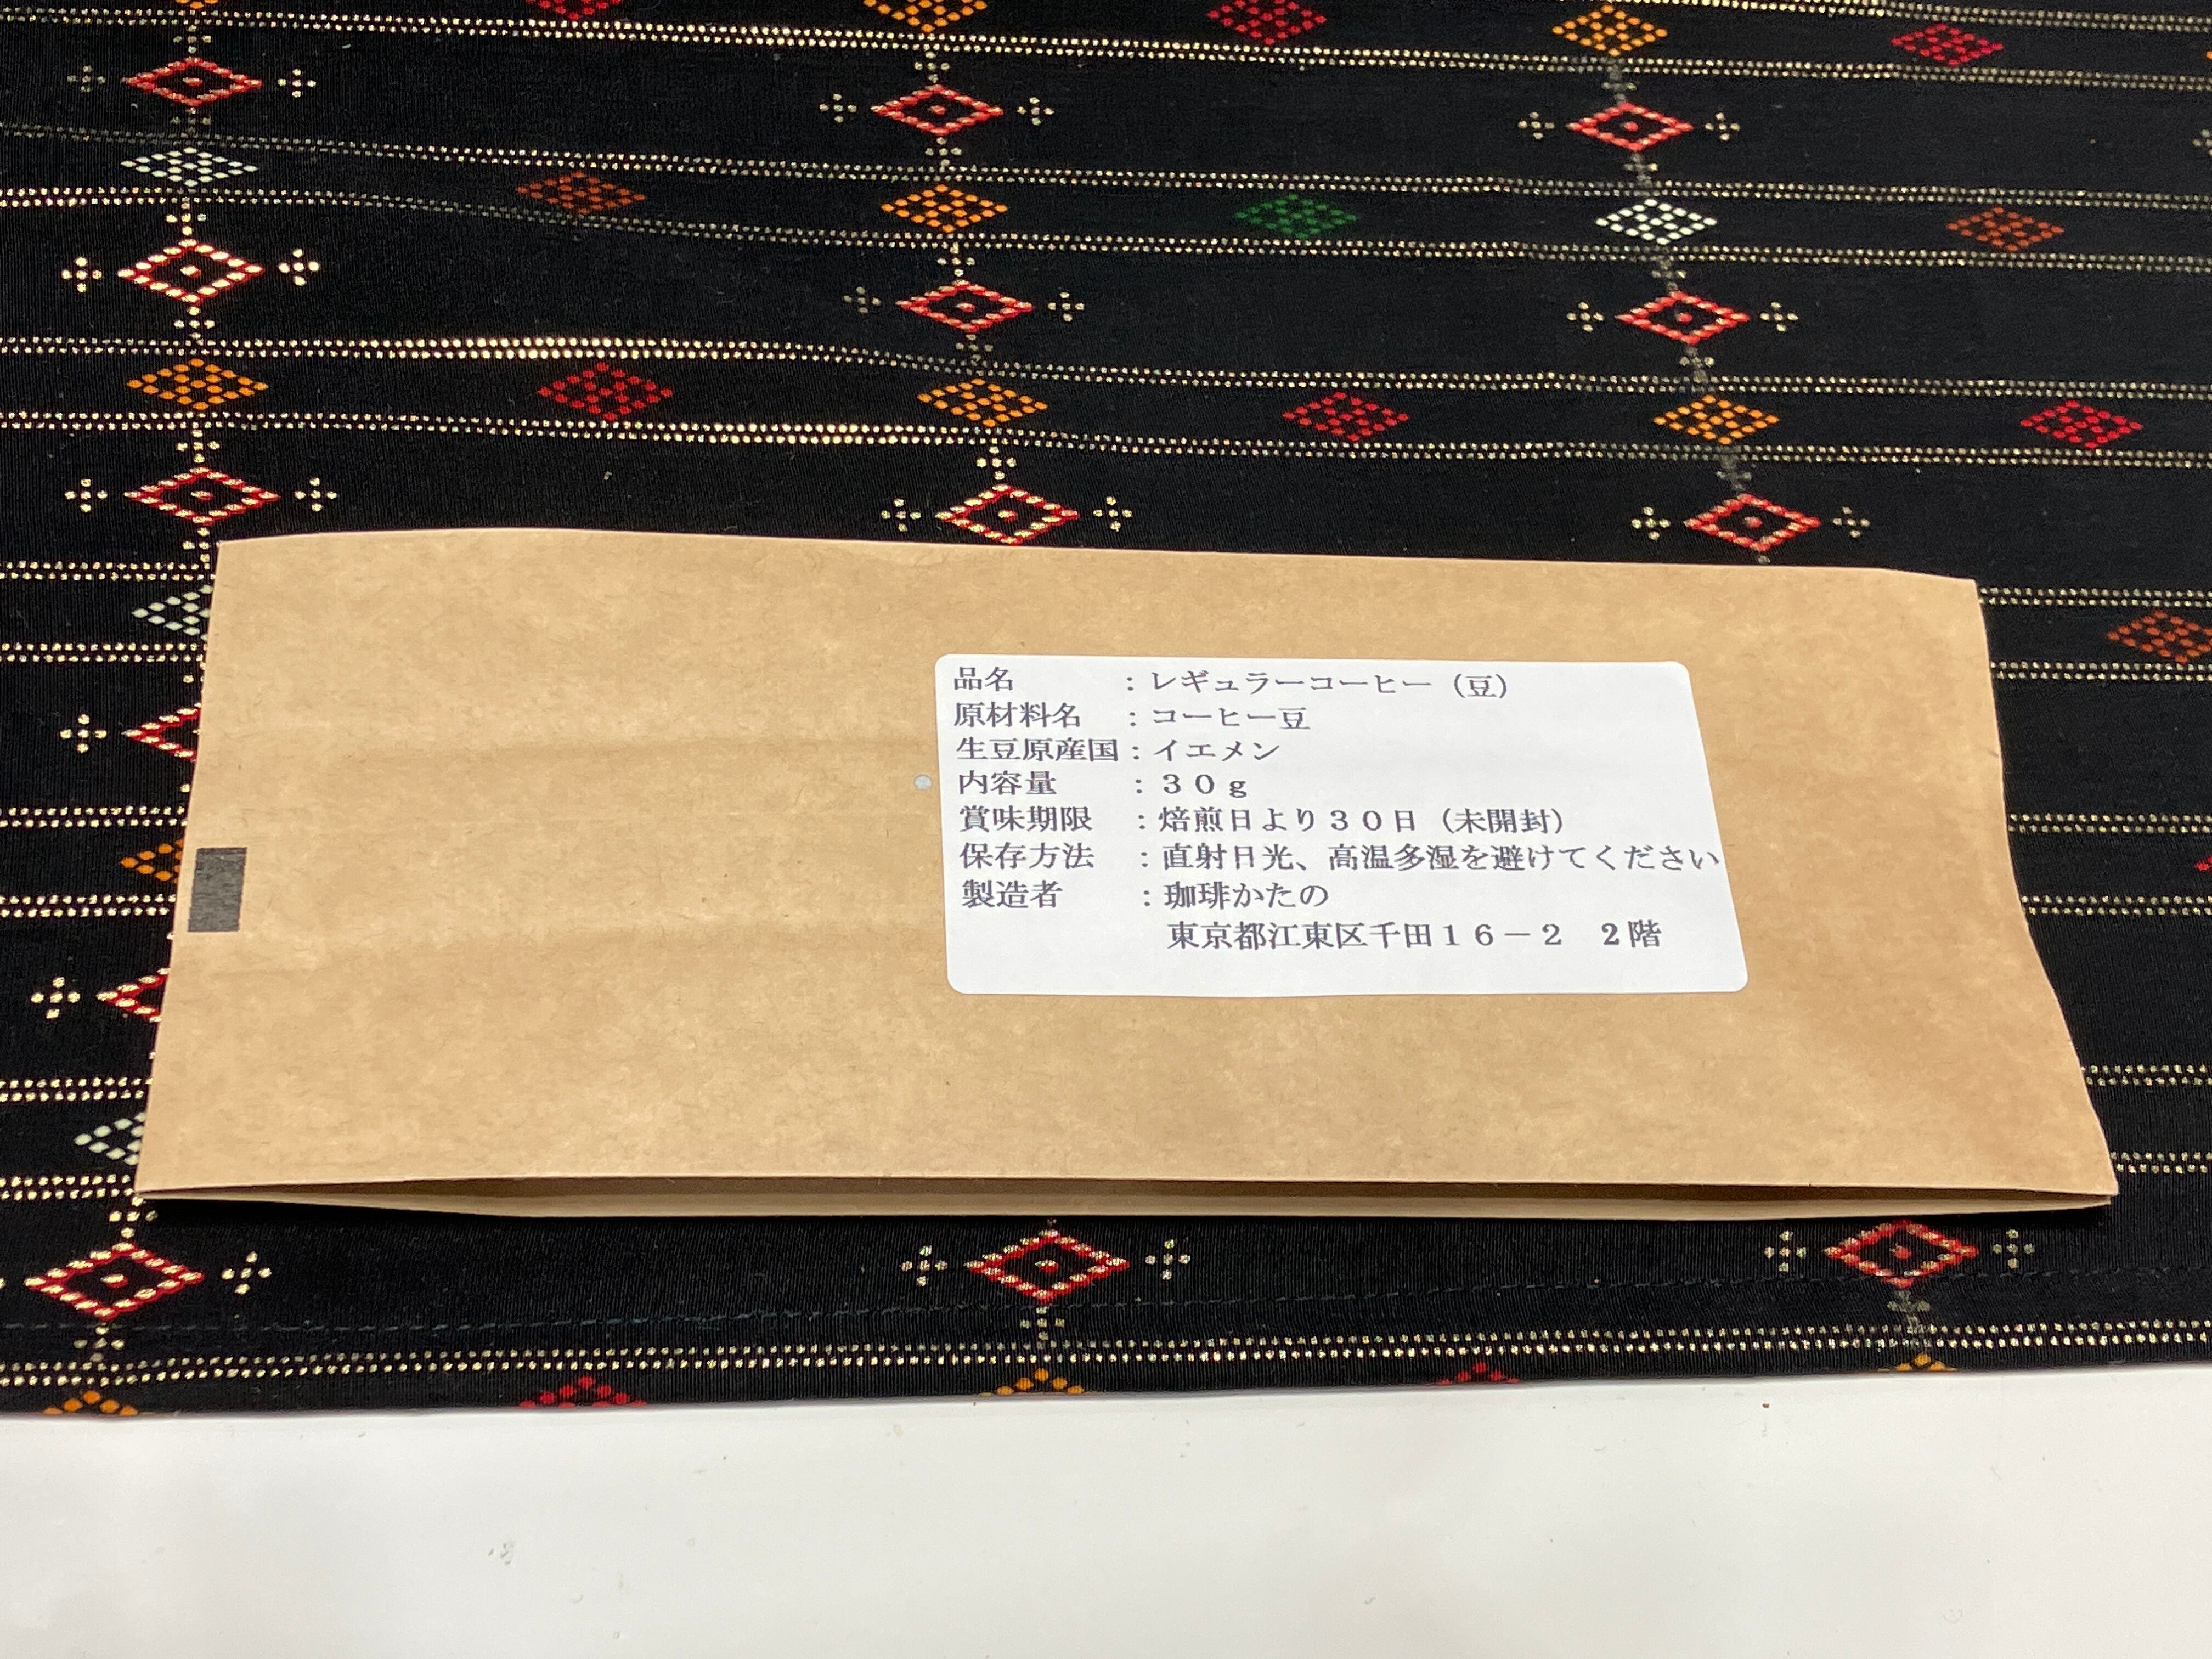 品名　　　：レギュラーコーヒー（豆）
原材料名　：コーヒー豆
生豆原産国：イエメン
内容量　　：３０ｇ
賞味期限　：焙煎日より３０日（未開封）
保存方法　：直射日光、高温多湿を避けてください
製造者　　：珈琲かたの
東京都江東区千田１６－２　２階